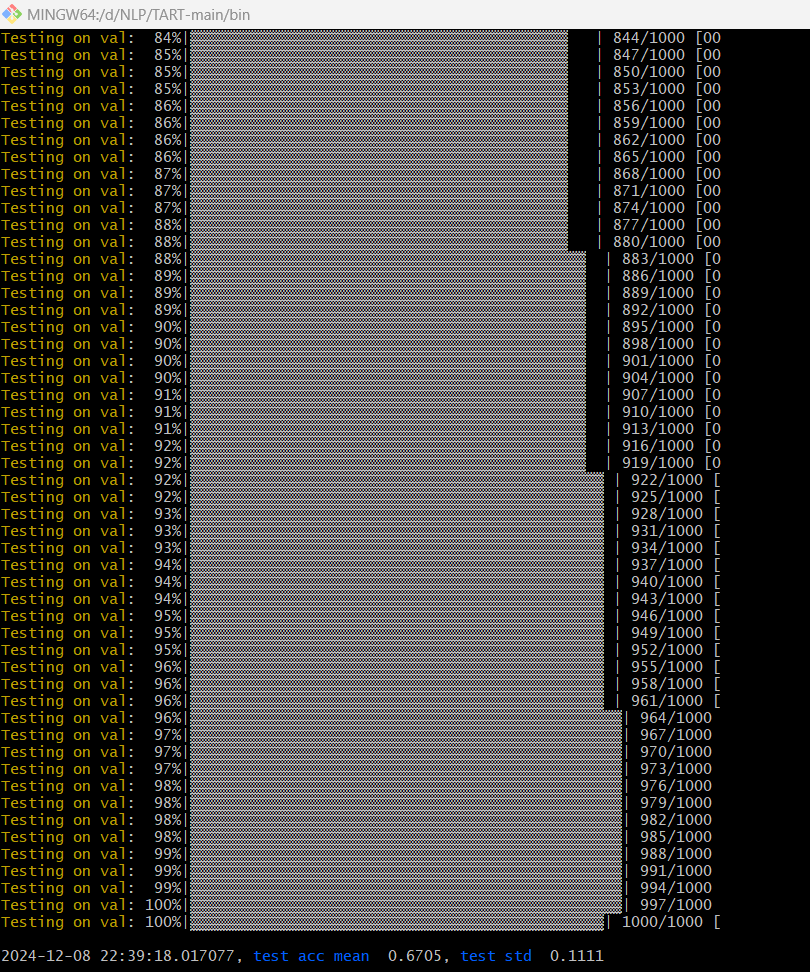 MINGW64:/d/NLP/TART-main/bin
Testing on val:  84%| | 844/1000 [00
Testing on val:  85%| | 847/1000 [00
Testing on val:  85%| | 850/1000 [00
Testing on val:  85%| | 853/1000 [00
Testing on val:  86%| | 856/1000 [00
Testing on val:  86%| | 859/1000 [00
Testing on val:  86%| | 862/1000 [00
Testing on val:  86%| | 865/1000 [00
Testing on val:  87%| | 868/1000 [00
Testing on val:  87%| | 871/1000 [00
Testing on val:  87%| | 874/1000 [00
Testing on val:  88%| | 877/1000 [00
Testing on val:  88%| | 880/1000 [00
Testing on val:  88%| | 883/1000 [0
Testing on val:  89%| | 886/1000 [0
Testing on val:  89%| | 889/1000 [0
Testing on val:  89%| | 892/1000 [0
Testing on val:  90%| | 895/1000 [0
Testing on val:  90%| | 898/1000 [0
Testing on val:  90%| | 901/1000 [0
Testing on val:  90%| | 904/1000 [0
Testing on val:  91%| | 907/1000 [0
Testing on val:  91%| | 910/1000 [0
Testing on val:  91%| | 913/1000 [0
Testing on val:  92%| | 916/1000 [0
Testing on val:  92%| | 919/1000 [0
Testing on val:  92%| | 922/1000 [
Testing on val:  92%| | 925/1000 [
Testing on val:  93%| | 928/1000 [
Testing on val:  93%| | 931/1000 [
Testing on val:  93%| | 934/1000 [
Testing on val:  94%| | 937/1000 [
Testing on val:  94%| | 940/1000 [
Testing on val:  94%| | 943/1000 [
Testing on val:  95%| | 946/1000 [
Testing on val:  95%| | 949/1000 [
Testing on val:  95%| | 952/1000 [
Testing on val:  96%| | 955/1000 [
Testing on val:  96%| | 958/1000 [
Testing on val:  96%| | 961/1000 [
Testing on val:  96%| | 964/1000
Testing on val:  97%| | 967/1000
Testing on val:  97%| | 970/1000
Testing on val:  97%| | 973/1000
Testing on val:  98%| | 976/1000
Testing on val:  98%| | 979/1000
Testing on val:  98%| | 982/1000
Testing on val:  98%| | 985/1000
Testing on val:  99%| | 988/1000
Testing on val:  99%| | 991/1000
Testing on val:  99%| | 994/1000
Testing on val: 100%| | 997/1000
Testing on val: 100%| | 1000/1000 [
2024-12-08 22:39:18.017077, test acc mean  0.6705, test std  0.1111